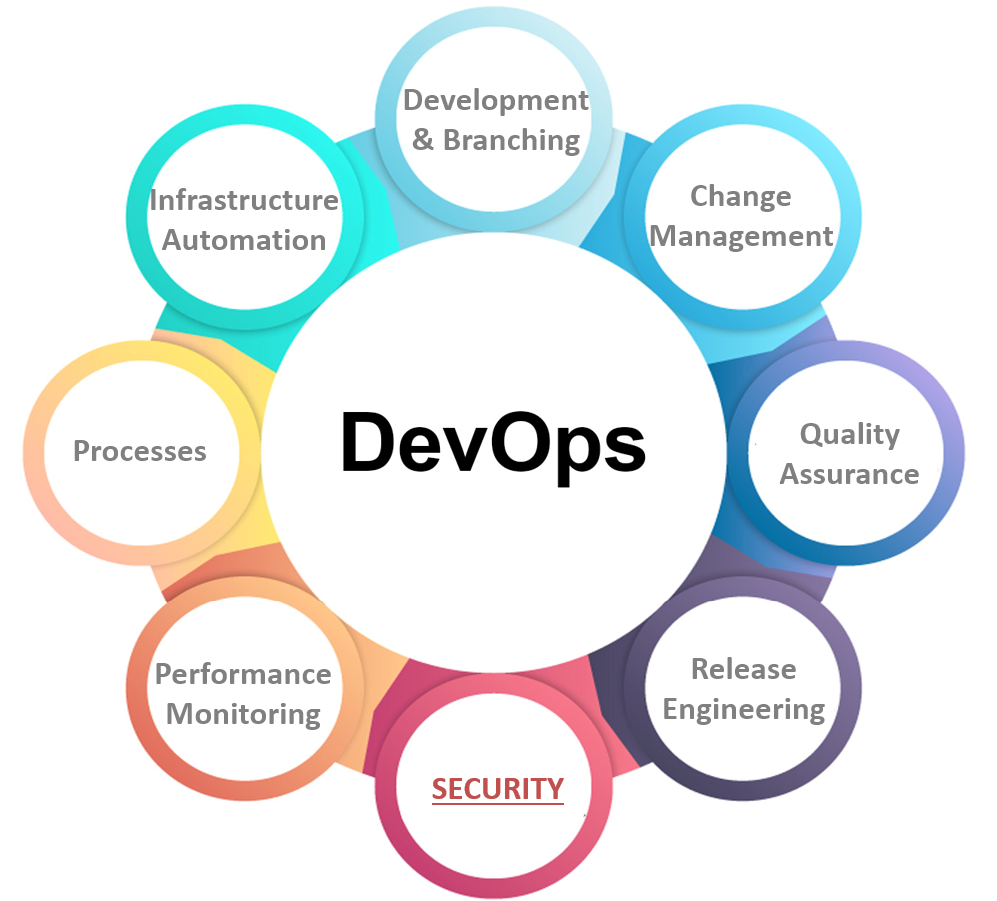 Development
& Branching
Change
Management
Quality
Assurance
Release
Engineering
SECURITY
Performance
Monitoring
Processes
Infrastructure
Automation
DevOps